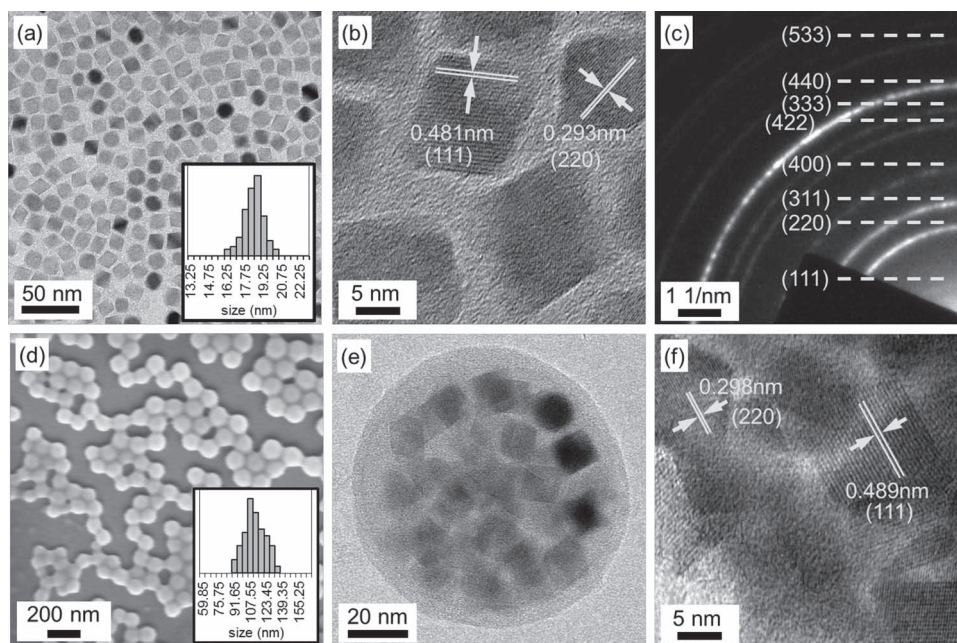 (a)
13.25
14.75
16.25
17.75
19.25
20.75
22.25
size (nm)
50 nm
(b)
0.481nm
(111)
0.293nm
(220)
5 nm
(c)
(533)
(440)
(333)
(422)
(400)
(311)
(220)
(111)
1 1/nm
(d)
59.85
75.75
91.65
107.55
123.45
139.35
155.25
size (nm)
200 nm
(e)
20 nm
(f)
0.298nm
(220)
0.489nm
(111)
5 nm